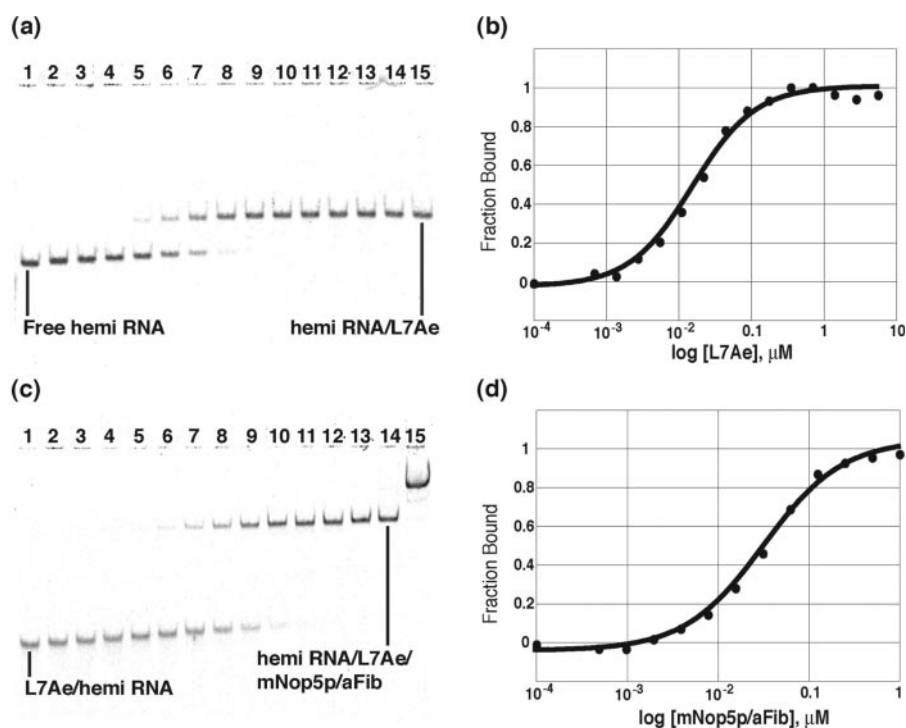 (a)
1 2 3 4 5 6 7 8 9 10 11 12 13 14 15
Free hemi RNA
hemi RNA/L7Ae
(b)
Fraction Bound
1
0.8
0.6
0.4
0.2
0
10⁻⁴ 10⁻³ 10⁻² 0.1 1 10
log [L7Ae], μM
(c)
1 2 3 4 5 6 7 8 9 10 11 12 13 14 15
L7Ae/hemi RNA
hemi RNA/L7Ae/
mNop5p/aFib
(d)
Fraction Bound
1
0.8
0.6
0.4
0.2
0
10⁻⁴ 10⁻³ 10⁻² 0.1 1
log [mNop5p/aFib], μM